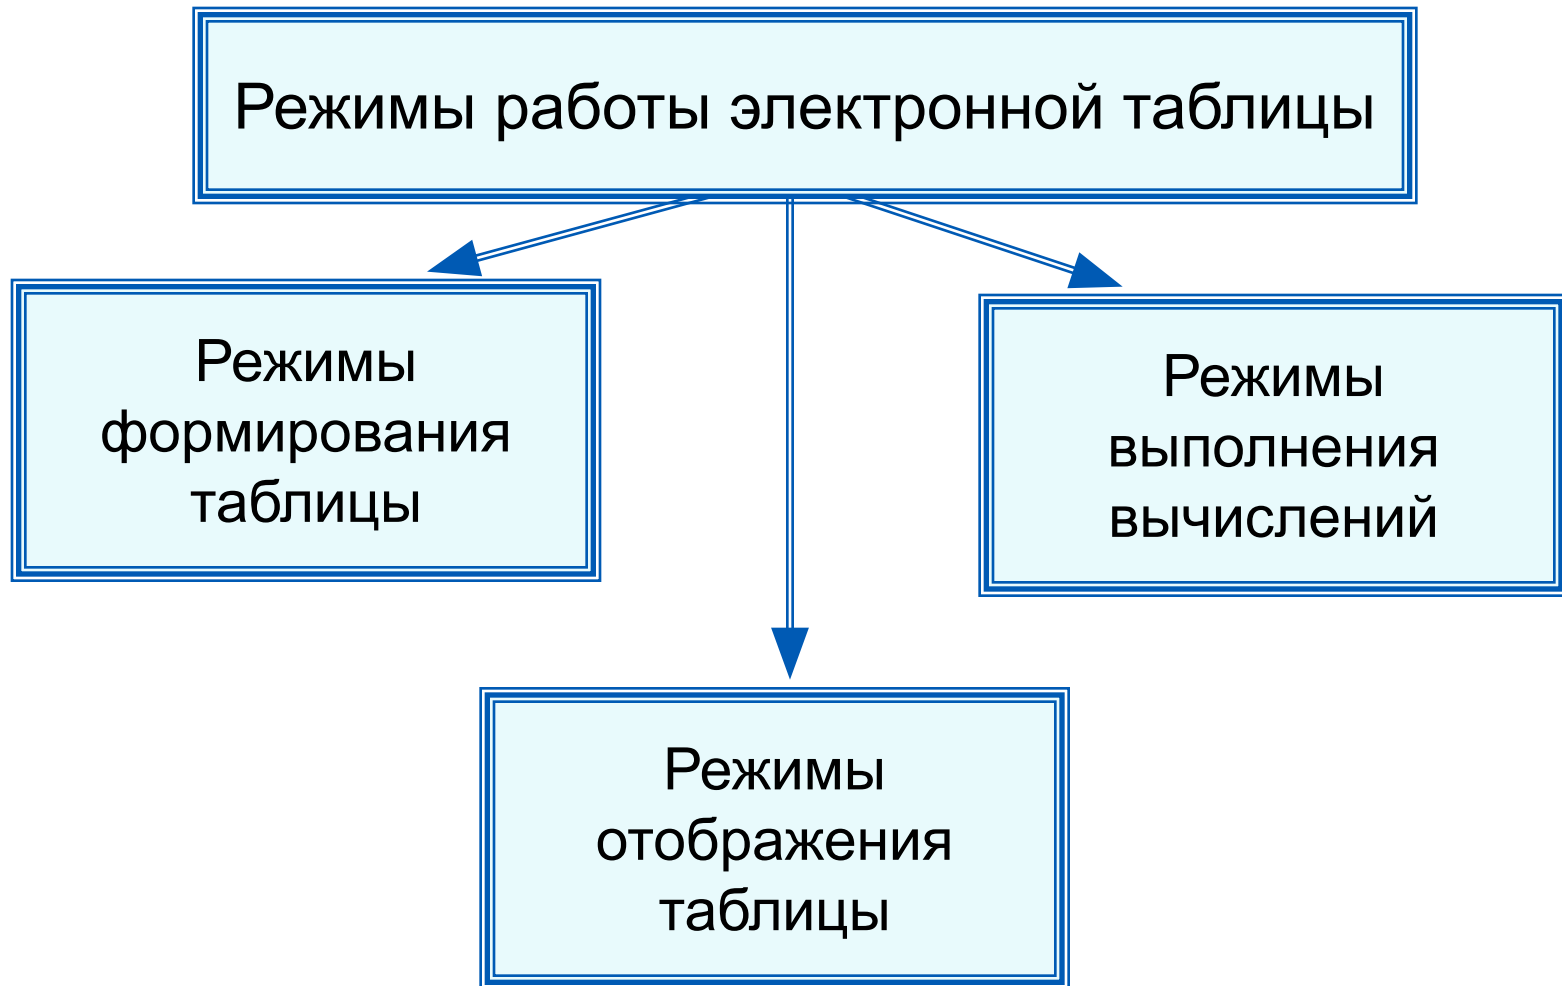 Режимы работы электронной таблицы
Режимы
формирования
таблицы
Режимы
выполнения
вычислений
Режимы
отображения
таблицы